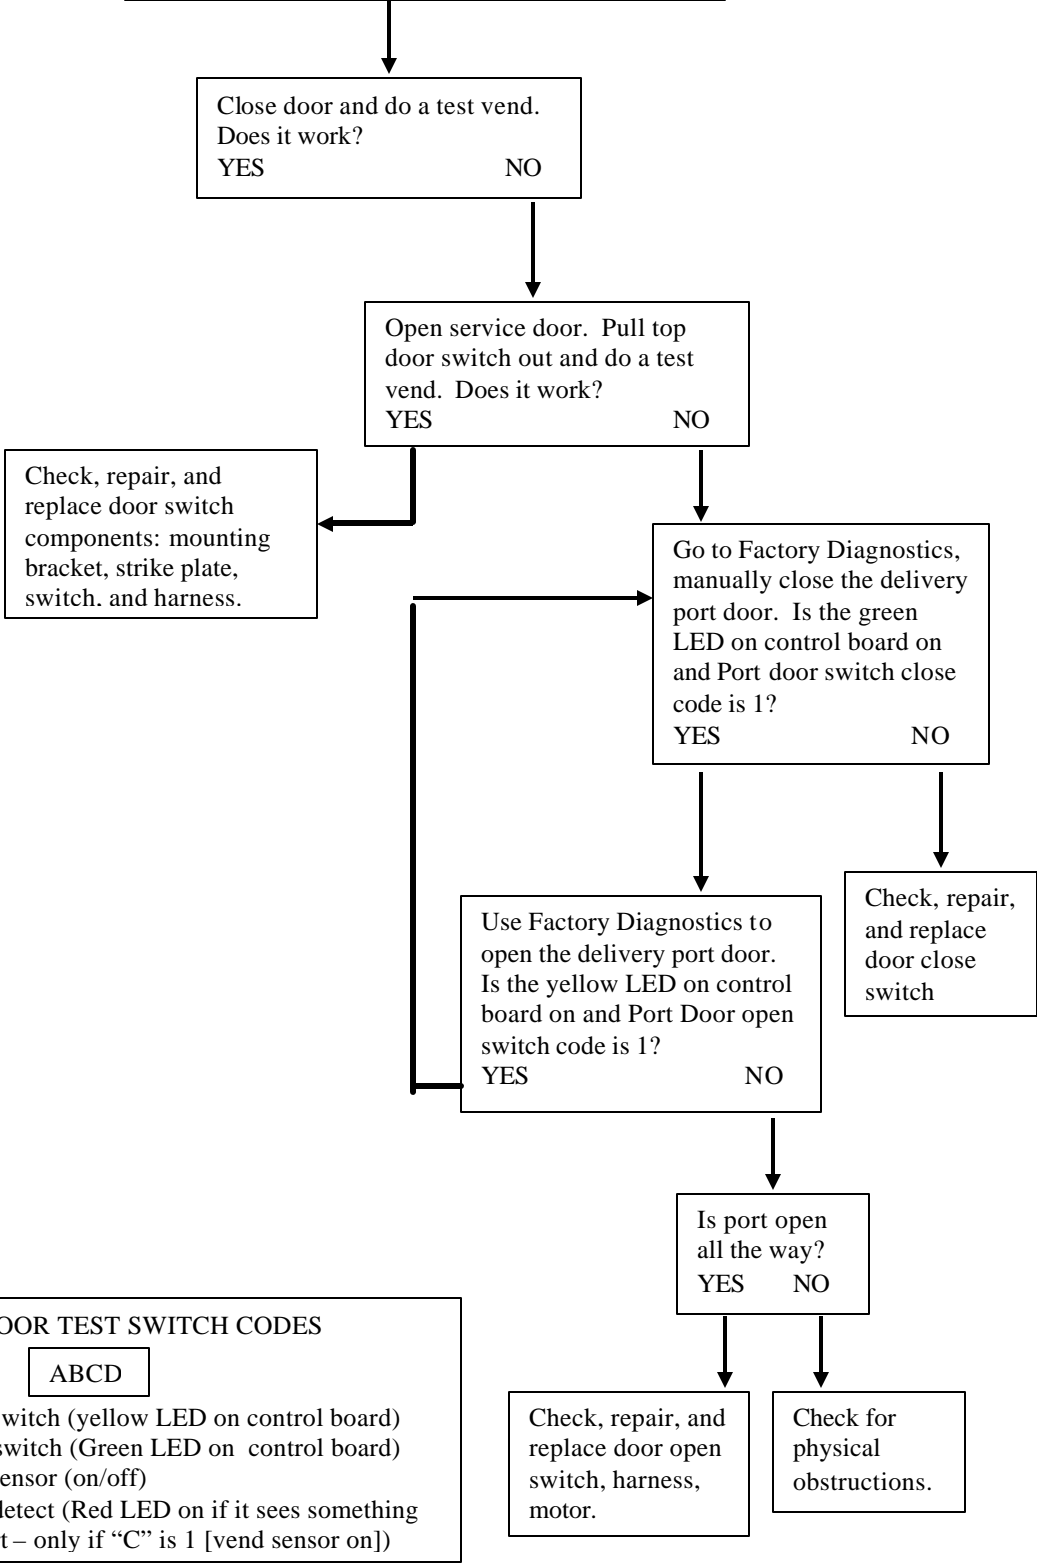 Close door and do a test vend.
Does it work?
YES NO
Open service door. Pull top
door switch out and do a test
vend. Does it work?
YES NO
Check, repair, and
replace door switch
components: mounting
bracket, strike plate,
switch, and harness.
Go to Factory Diagnostics,
manually close the delivery
port door. Is the green
LED on control board on
and Port door switch close
code is 1?
YES NO
Check, repair,
and replace
door close
switch
Use Factory Diagnostics to
open the delivery port door.
Is the yellow LED on control
board on and Port Door open
switch code is 1?
YES NO
Is port open
all the way?
YES NO
Check, repair, and
replace door open
switch, harness,
motor.
Check for
physical
obstructions.
TEST SWITCH CODES
ABCD
(yellow LED on control board)
(Green LED on control board)
(on/off)
(Red LED on if it sees something
– only if “C” is 1 [vend sensor on])